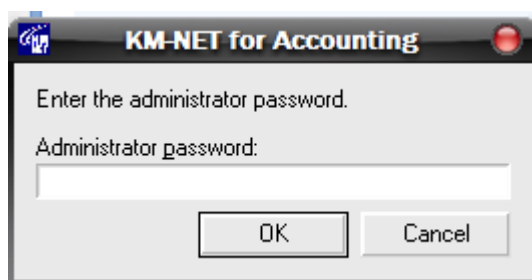 KM-NET for Accounting
Enter the administrator password.
Administrator password:
OK Cancel